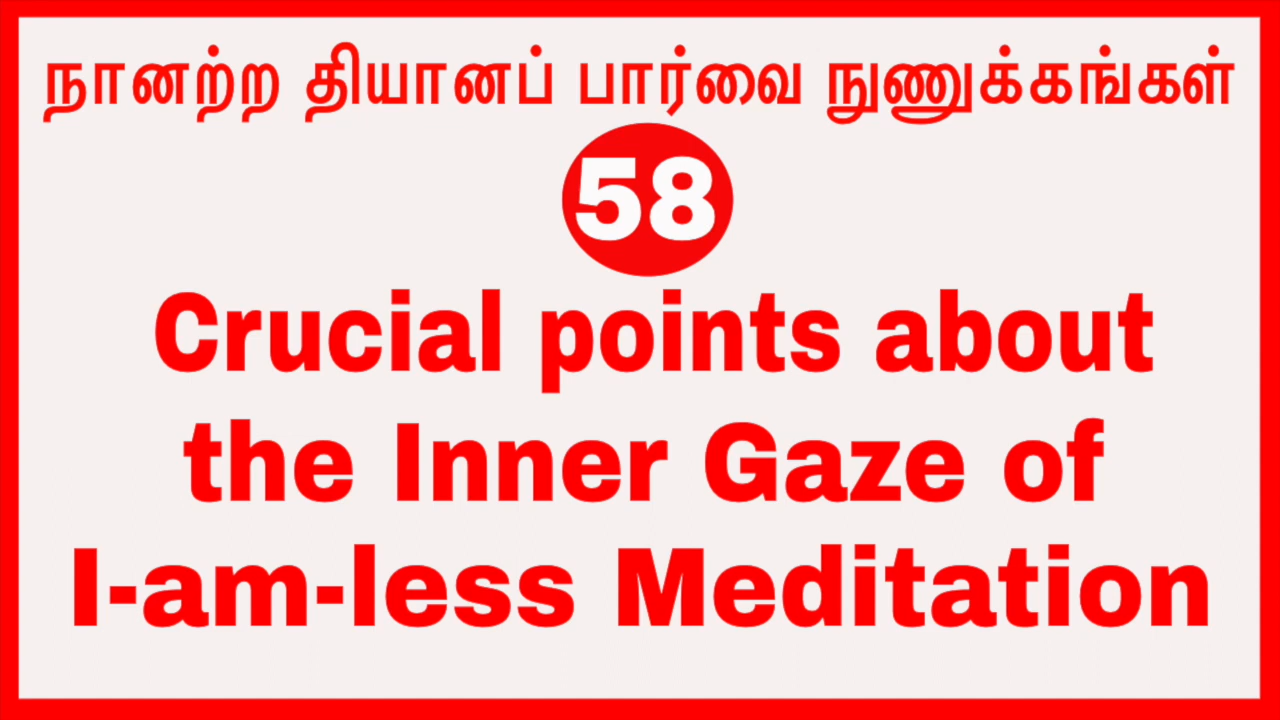 நானற்ற தியானப் பார்வை நுணுக்கங்கள்
58
Crucial points about
the Inner Gaze of
I-am-less Meditation